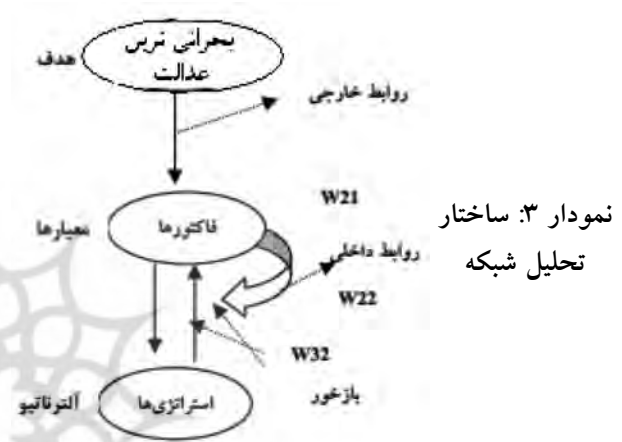 بحرانی ترین
عدالت
هدف
روابط خارجی
W21
فاکتورها
معیارها
روابط داخلی
W22
W32
بازخور
استراتژی‌ها
آلترناتیو
نمودار ۳: ساختار
تحلیل شبکه